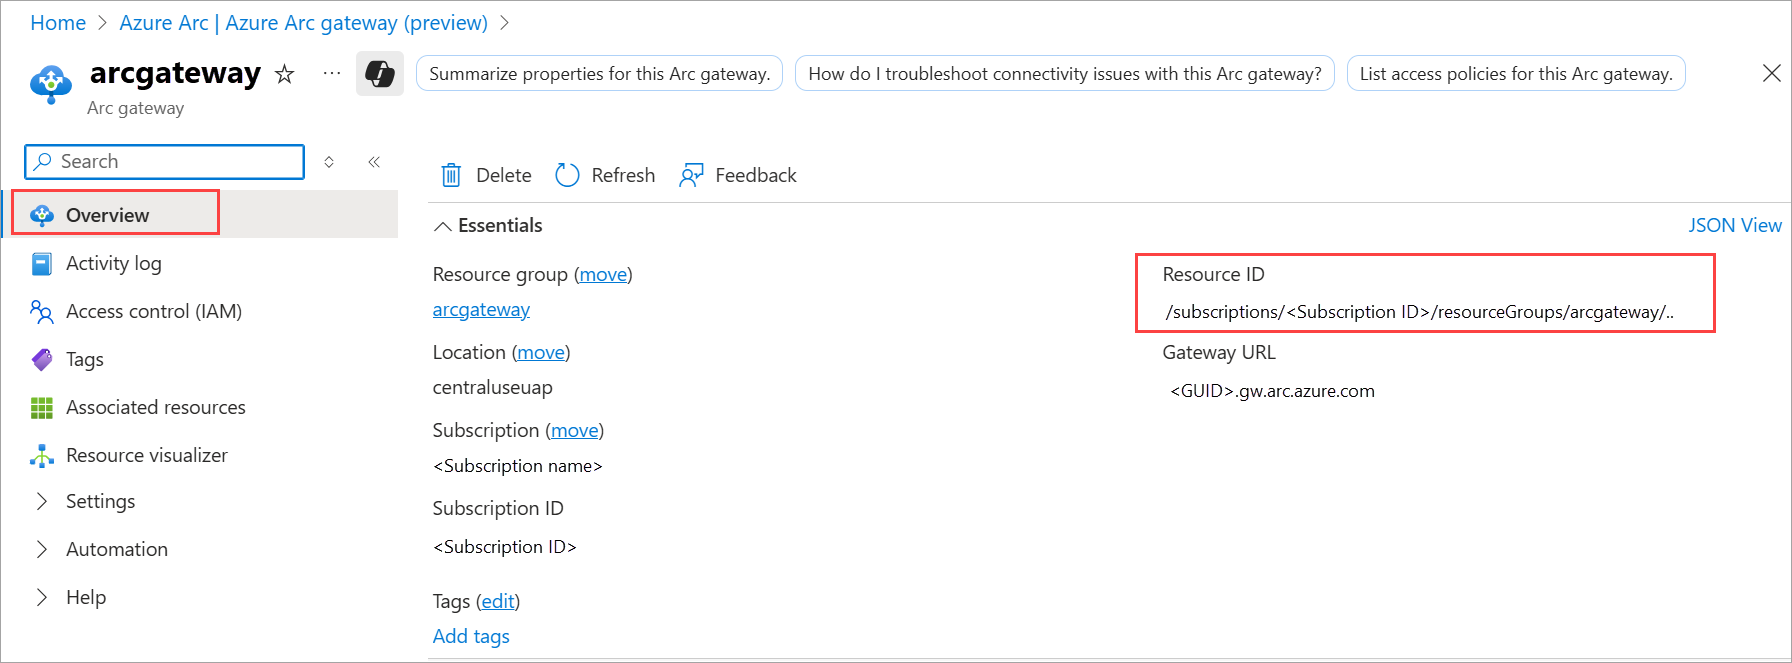 Home > Azure Arc | Azure Arc gateway (preview) >
arcgateway
Arc gateway
Summarize properties for this Arc gateway.
How do I troubleshoot connectivity issues with this Arc gateway?
List access policies for this Arc gateway.
Search
Overview
Activity log
Access control (IAM)
Tags
Associated resources
Resource visualizer
Settings
Automation
Help
Delete
Refresh
Feedback
Essentials
JSON View
Resource group (move)
arcgateway
Location (move)
centraluseuap
Subscription (move)
<Subscription name>
Subscription ID
<Subscription ID>
Tags (edit)
Add tags
Resource ID
/subscriptions/<Subscription ID>/resourceGroups/arcgateway/..
Gateway URL
<GUID>.gw.arc.azure.com